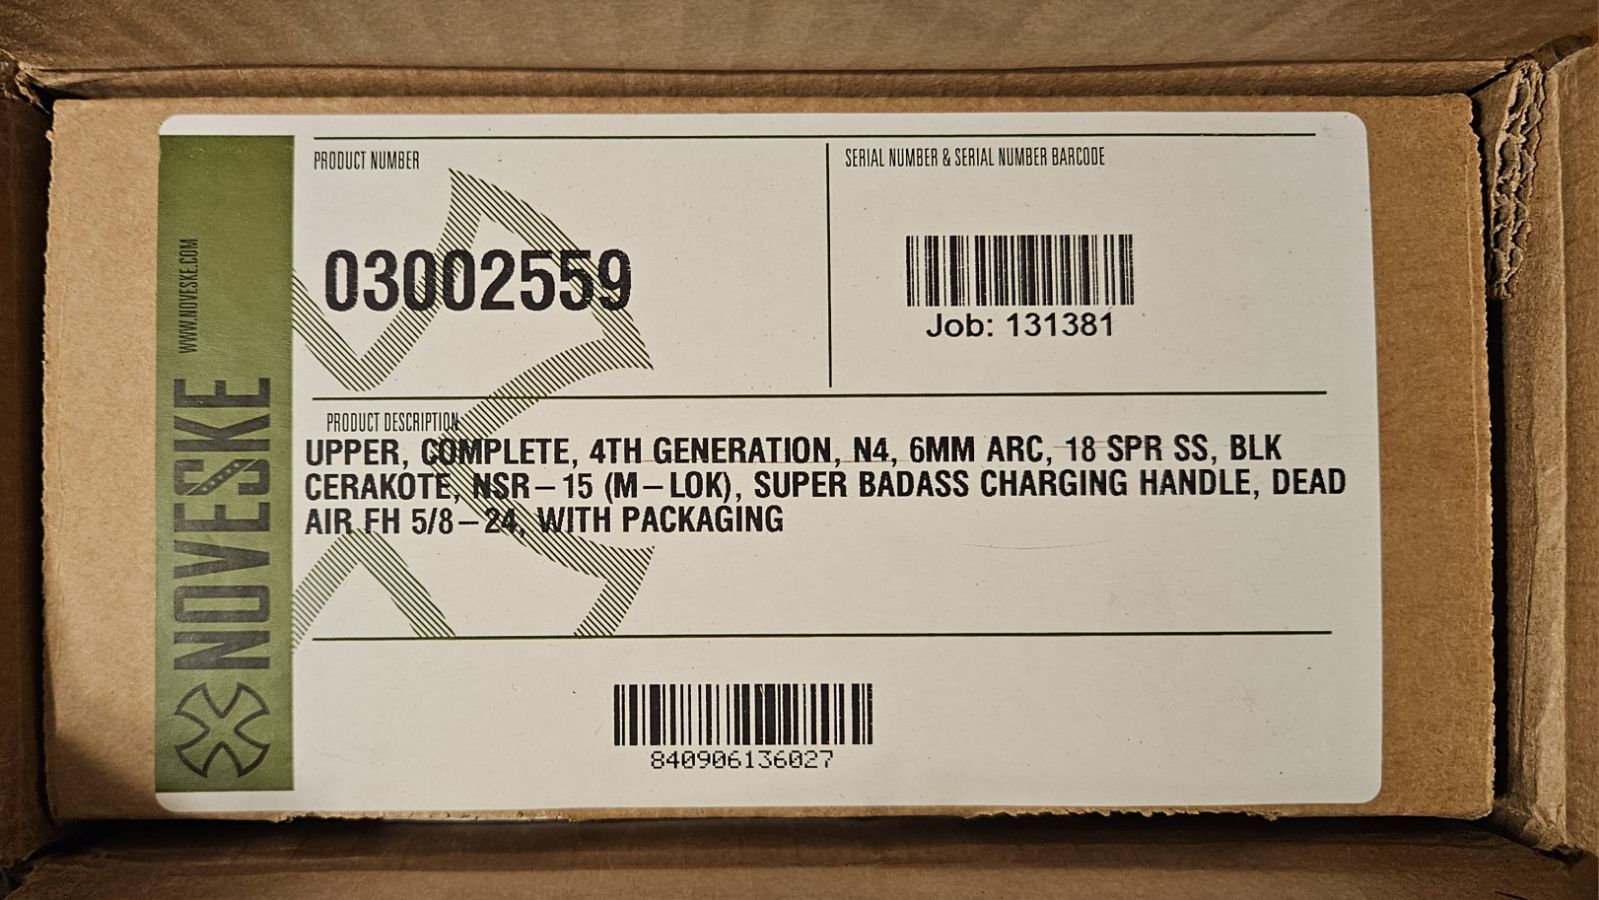 PRODUCT NUMBER
03002559
SERIAL NUMBER & SERIAL NUMBER BARCODE
Job: 131381
PRODUCT DESCRIPTION
UPPER, COMPLETE, 4TH GENERATION, N4, 6MM ARC, 18 SPR SS, BLK
CERAKOTE, NSR-15 (M-LOK), SUPER BADASS CHARGING HANDLE, DEAD
AIR FH 5/8-24, WITH PACKAGING
840906136027
NOVESKE
WWW.NOVESKE.COM